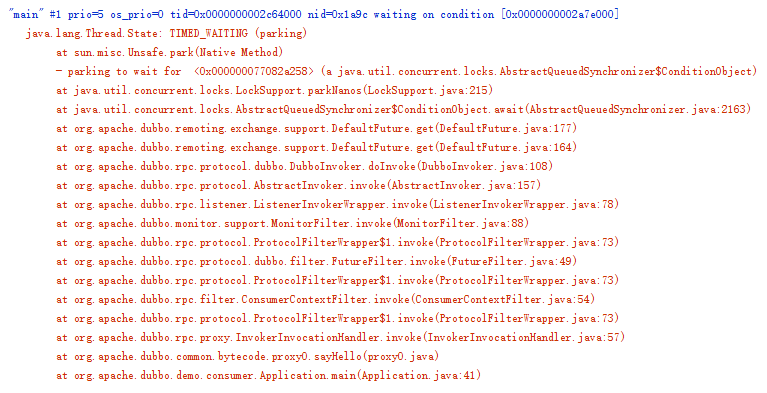 "main" #1 prio=5 os_prio=0 tid=0x0000000002c64000 nid=0x1a9c waiting on condition [0x0000000002a7e000]
java.lang.Thread.State: TIMED_WAITING (parking)
at sun.misc.Unsafe.park(Native Method)
- parking to wait for <0x000000077082a258> (a java.util.concurrent.locks.AbstractQueuedSynchronizer$ConditionObject)
at java.util.concurrent.locks.LockSupport.parkNanos(LockSupport.java:215)
at java.util.concurrent.locks.AbstractQueuedSynchronizer$ConditionObject.await(AbstractQueuedSynchronizer.java:2163)
at org.apache.dubbo.remoting.exchange.support.DefaultFuture.get(DefaultFuture.java:177)
at org.apache.dubbo.remoting.exchange.support.DefaultFuture.get(DefaultFuture.java:164)
at org.apache.dubbo.rpc.protocol.dubbo.DubboInvoker.doInvoke(DubboInvoker.java:108)
at org.apache.dubbo.rpc.protocol.AbstractInvoker.invoke(AbstractInvoker.java:157)
at org.apache.dubbo.rpc.listener.ListenerInvokerWrapper.invoke(ListenerInvokerWrapper.java:78)
at org.apache.dubbo.monitor.support.MonitorFilter.invoke(MonitorFilter.java:88)
at org.apache.dubbo.rpc.protocol.ProtocolFilterWrapper$1.invoke(ProtocolFilterWrapper.java:73)
at org.apache.dubbo.rpc.protocol.dubbo.filter.FutureFilter.invoke(FutureFilter.java:49)
at org.apache.dubbo.rpc.protocol.ProtocolFilterWrapper$1.invoke(ProtocolFilterWrapper.java:73)
at org.apache.dubbo.rpc.filter.ConsumerContextFilter.invoke(ConsumerContextFilter.java:54)
at org.apache.dubbo.rpc.protocol.ProtocolFilterWrapper$1.invoke(ProtocolFilterWrapper.java:73)
at org.apache.dubbo.rpc.proxy.InvokerInvocationHandler.invoke(InvokerInvocationHandler.java:57)
at org.apache.dubbo.common.bytecode.proxy0.sayHello(proxy0.java)
at org.apache.dubbo.demo.consumer.Application.main(Application.java:41)